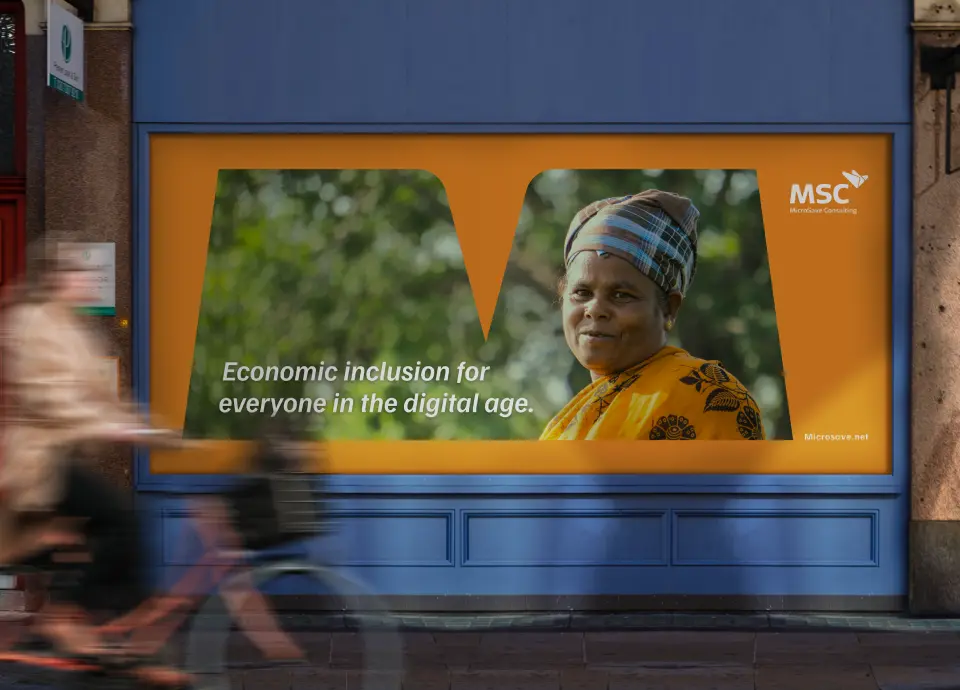 MSC
MicroSave Consulting
Economic inclusion for
everyone in the digital age.
Microsave.net